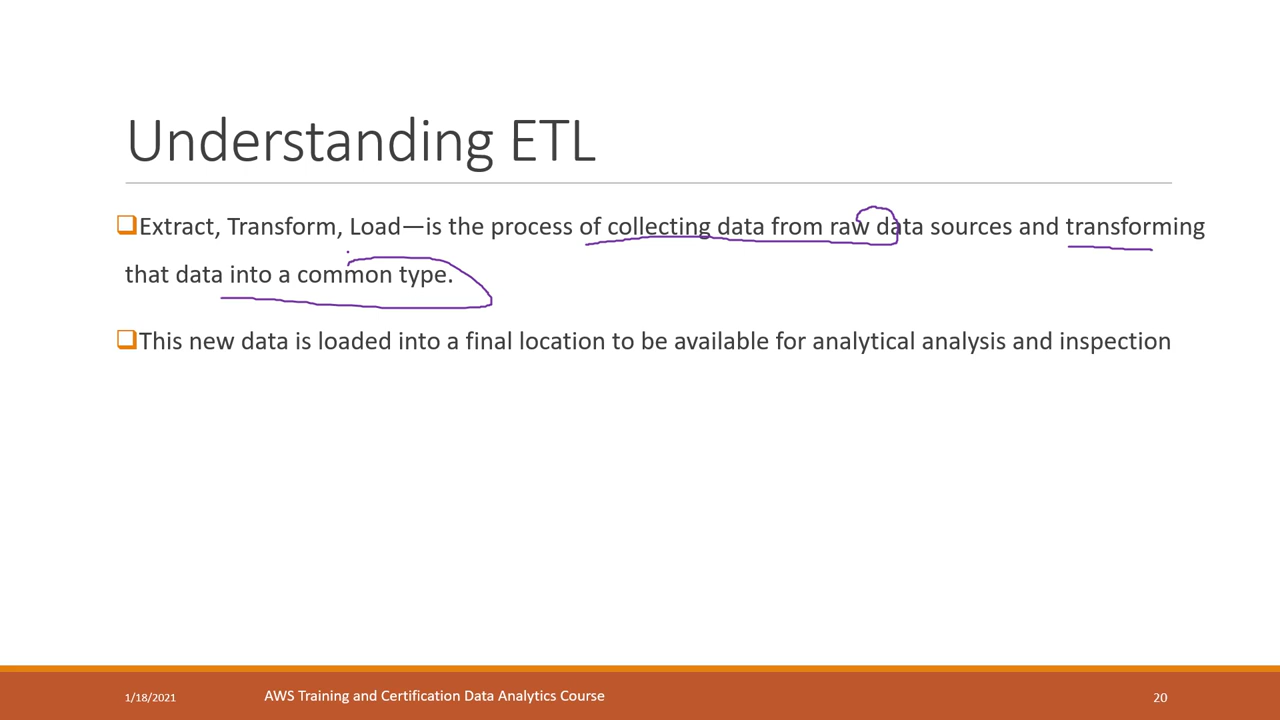 Understanding ETL
❑Extract, Transform, Load—is the process of collecting data from raw data sources and transforming
that data into a common type.
❑This new data is loaded into a final location to be available for analytical analysis and inspection
1/18/2021 AWS Training and Certification Data Analytics Course 20